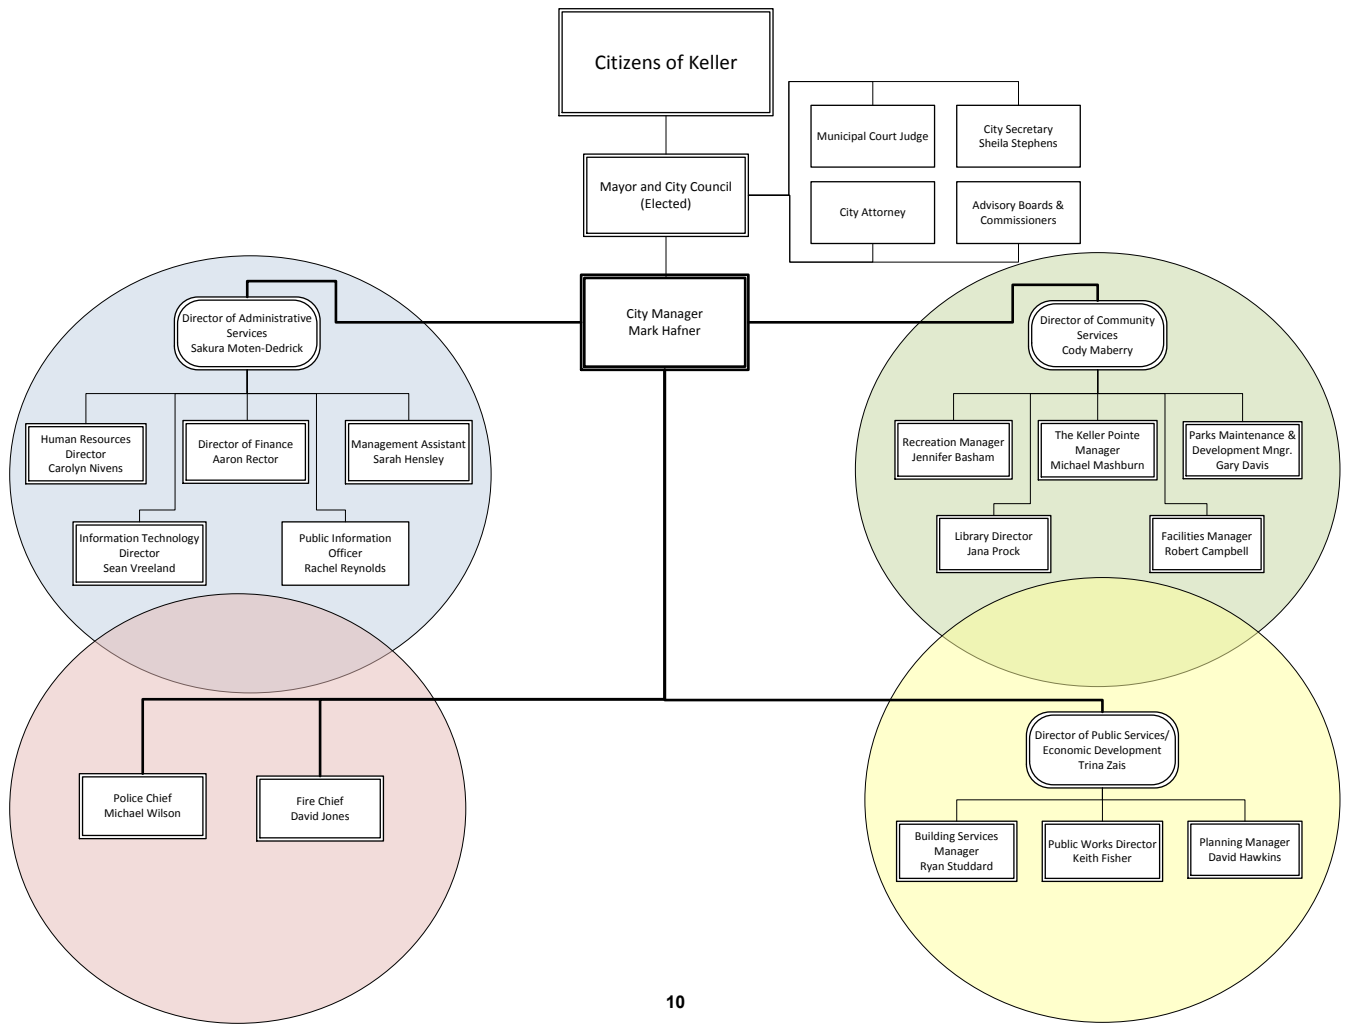 Citizens of Keller
Municipal Court Judge
City Secretary
Sheila Stephens
Mayor and City Council
(Elected)
City Attorney
Advisory Boards &
Commissioners
City Manager
Mark Hafner
Director of Administrative
Services
Sakura Moten-Dedrick
Director of Community
Services
Cody Maberry
Human Resources
Director
Carolyn Nivens
Director of Finance
Aaron Rector
Management Assistant
Sarah Hensley
Information Technology
Director
Sean Vreeland
Public Information
Officer
Rachel Reynolds
Recreation Manager
Jennifer Basham
The Keller Pointe
Manager
Michael Mashburn
Parks Maintenance &
Development Mngr.
Gary Davis
Library Director
Jana Prock
Facilities Manager
Robert Campbell
Police Chief
Michael Wilson
Fire Chief
David Jones
Director of Public Services/
Economic Development
Trina Zais
Building Services
Manager
Ryan Studdard
Public Works Director
Keith Fisher
Planning Manager
David Hawkins
10